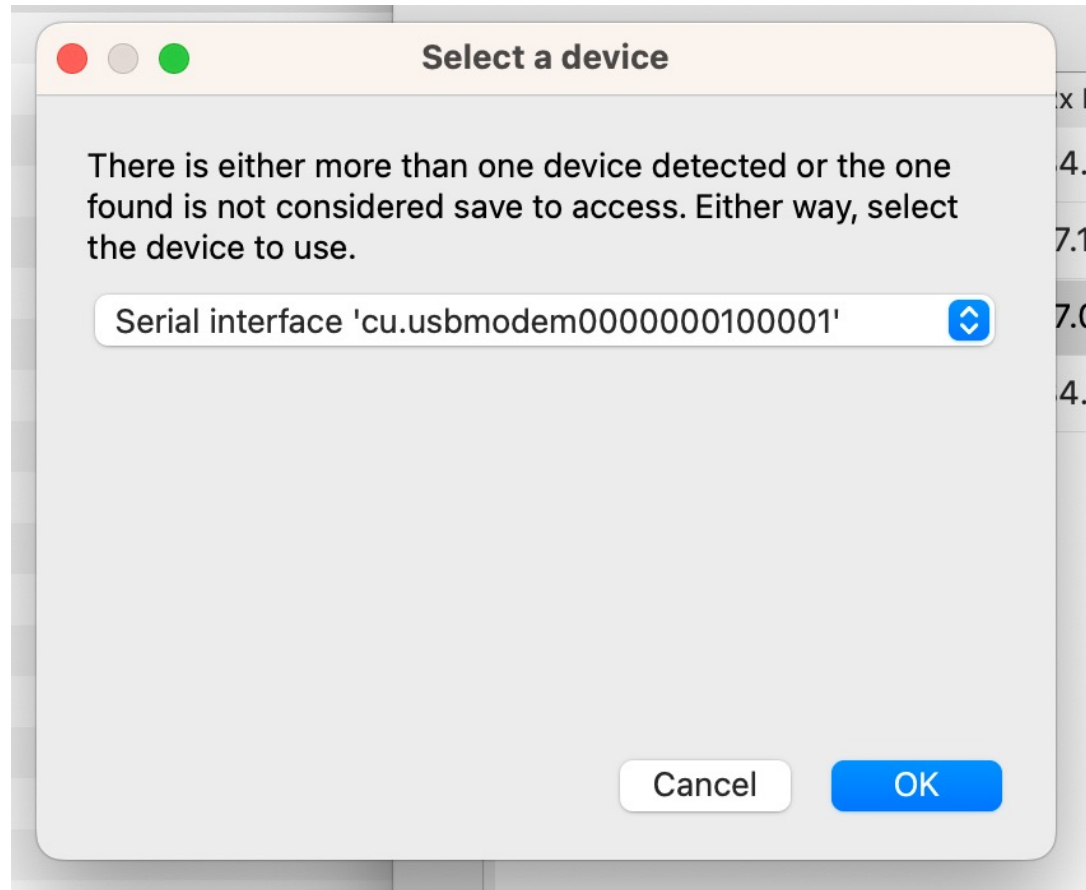 Select a device
There is either more than one device detected or the one
found is not considered save to access. Either way, select
the device to use.
Serial interface 'cu.usbmodem0000000100001'
Cancel
OK